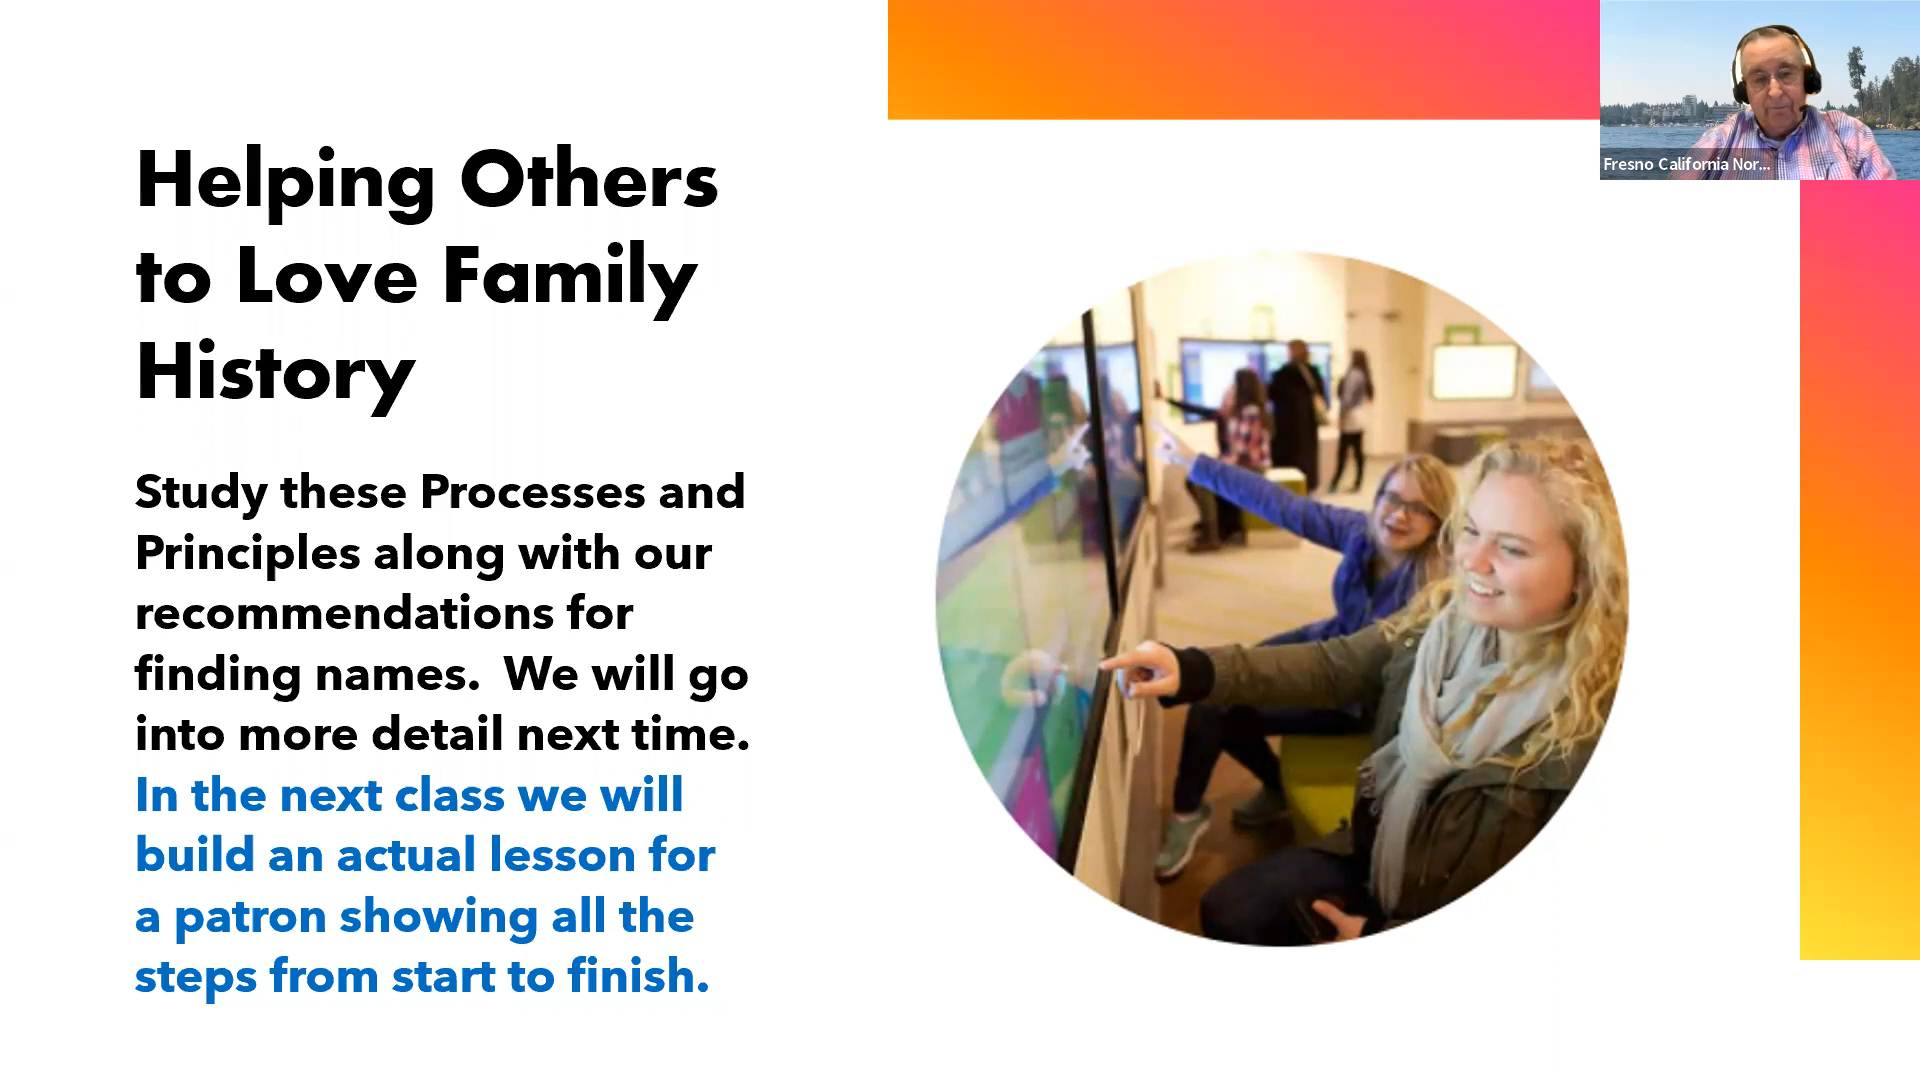 Helping Others
to Love Family
History
Study these Processes and
Principles along with our
recommendations for
finding names.  We will go
into more detail next time.
In the next class we will
build an actual lesson for
a patron showing all the
steps from start to finish.
Fresno California Nor...